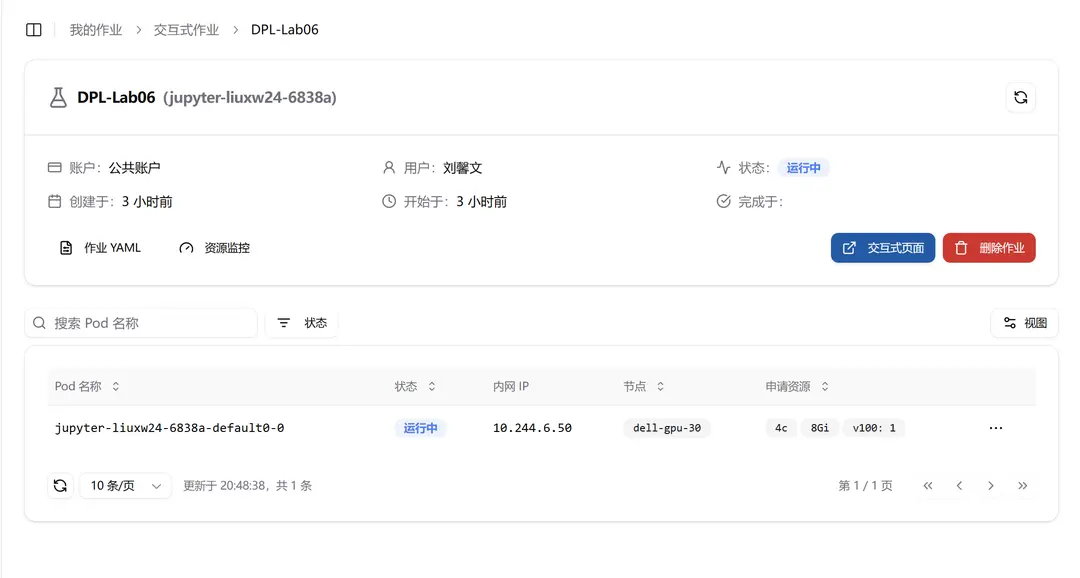 我的作业 > 交互式作业 > DPL-Lab06
DPL-Lab06 (jupyter-liuxw24-6838a)
账户： 公共账户 用户： 刘馨文 状态： 运行中
创建于： 3 小时前 开始于： 3 小时前 完成于：
作业 YAML 资源监控 交互式页面 删除作业
搜索 Pod 名称 状态 视图
Pod 名称 状态 内网 IP 节点 申请资源
jupyter-liuxw24-6838a-default0-0 运行中 10.244.6.50 dell-gpu-30 4c 8Gi v100: 1 ···
10 条/页 更新于 20:48:38，共 1 条 第 1 / 1 页 « ‹ › »